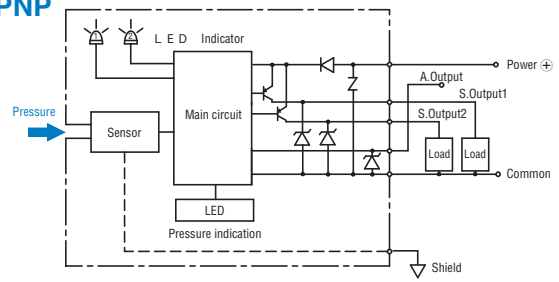 PNP
1 2 LED Indicator
Power ⊕
A.Output
Pressure
S.Output1
Main circuit
S.Output2
Sensor
Load Load
Common
LED
Pressure indication
Shield